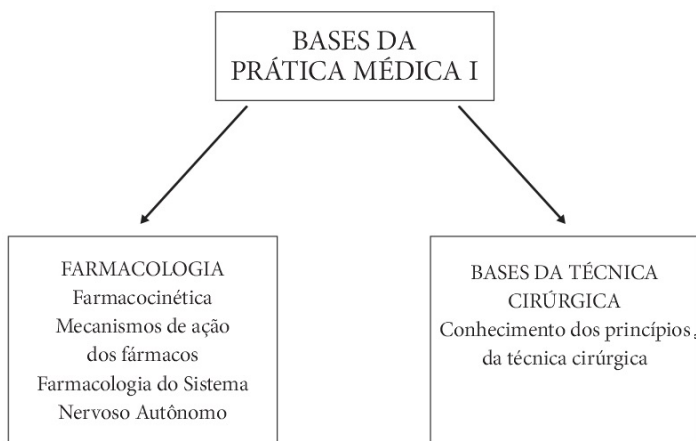 BASES DA
PRÁTICA MÉDICA I
FARMACOLOGIA
Farmacocinética
Mecanismos de ação
dos fármacos
Farmacologia do Sistema
Nervoso Autônomo
BASES DA TÉCNICA
CIRÚRGICA
Conhecimento dos princípios,
da técnica cirúrgica